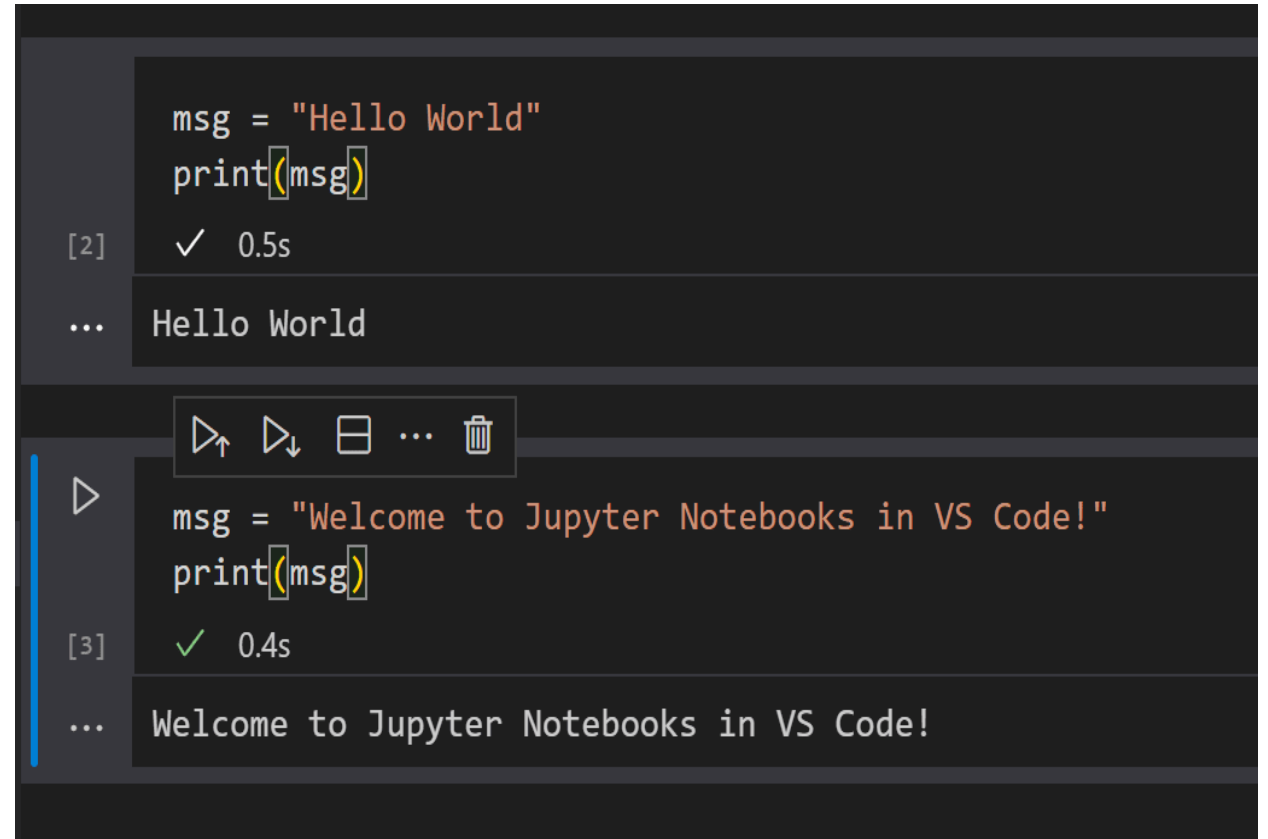 msg = "Hello World"
print(msg)
[2] ✓ 0.5s
... Hello World
...
msg = "Welcome to Jupyter Notebooks in VS Code!"
print(msg)
[3] ✓ 0.4s
... Welcome to Jupyter Notebooks in VS Code!